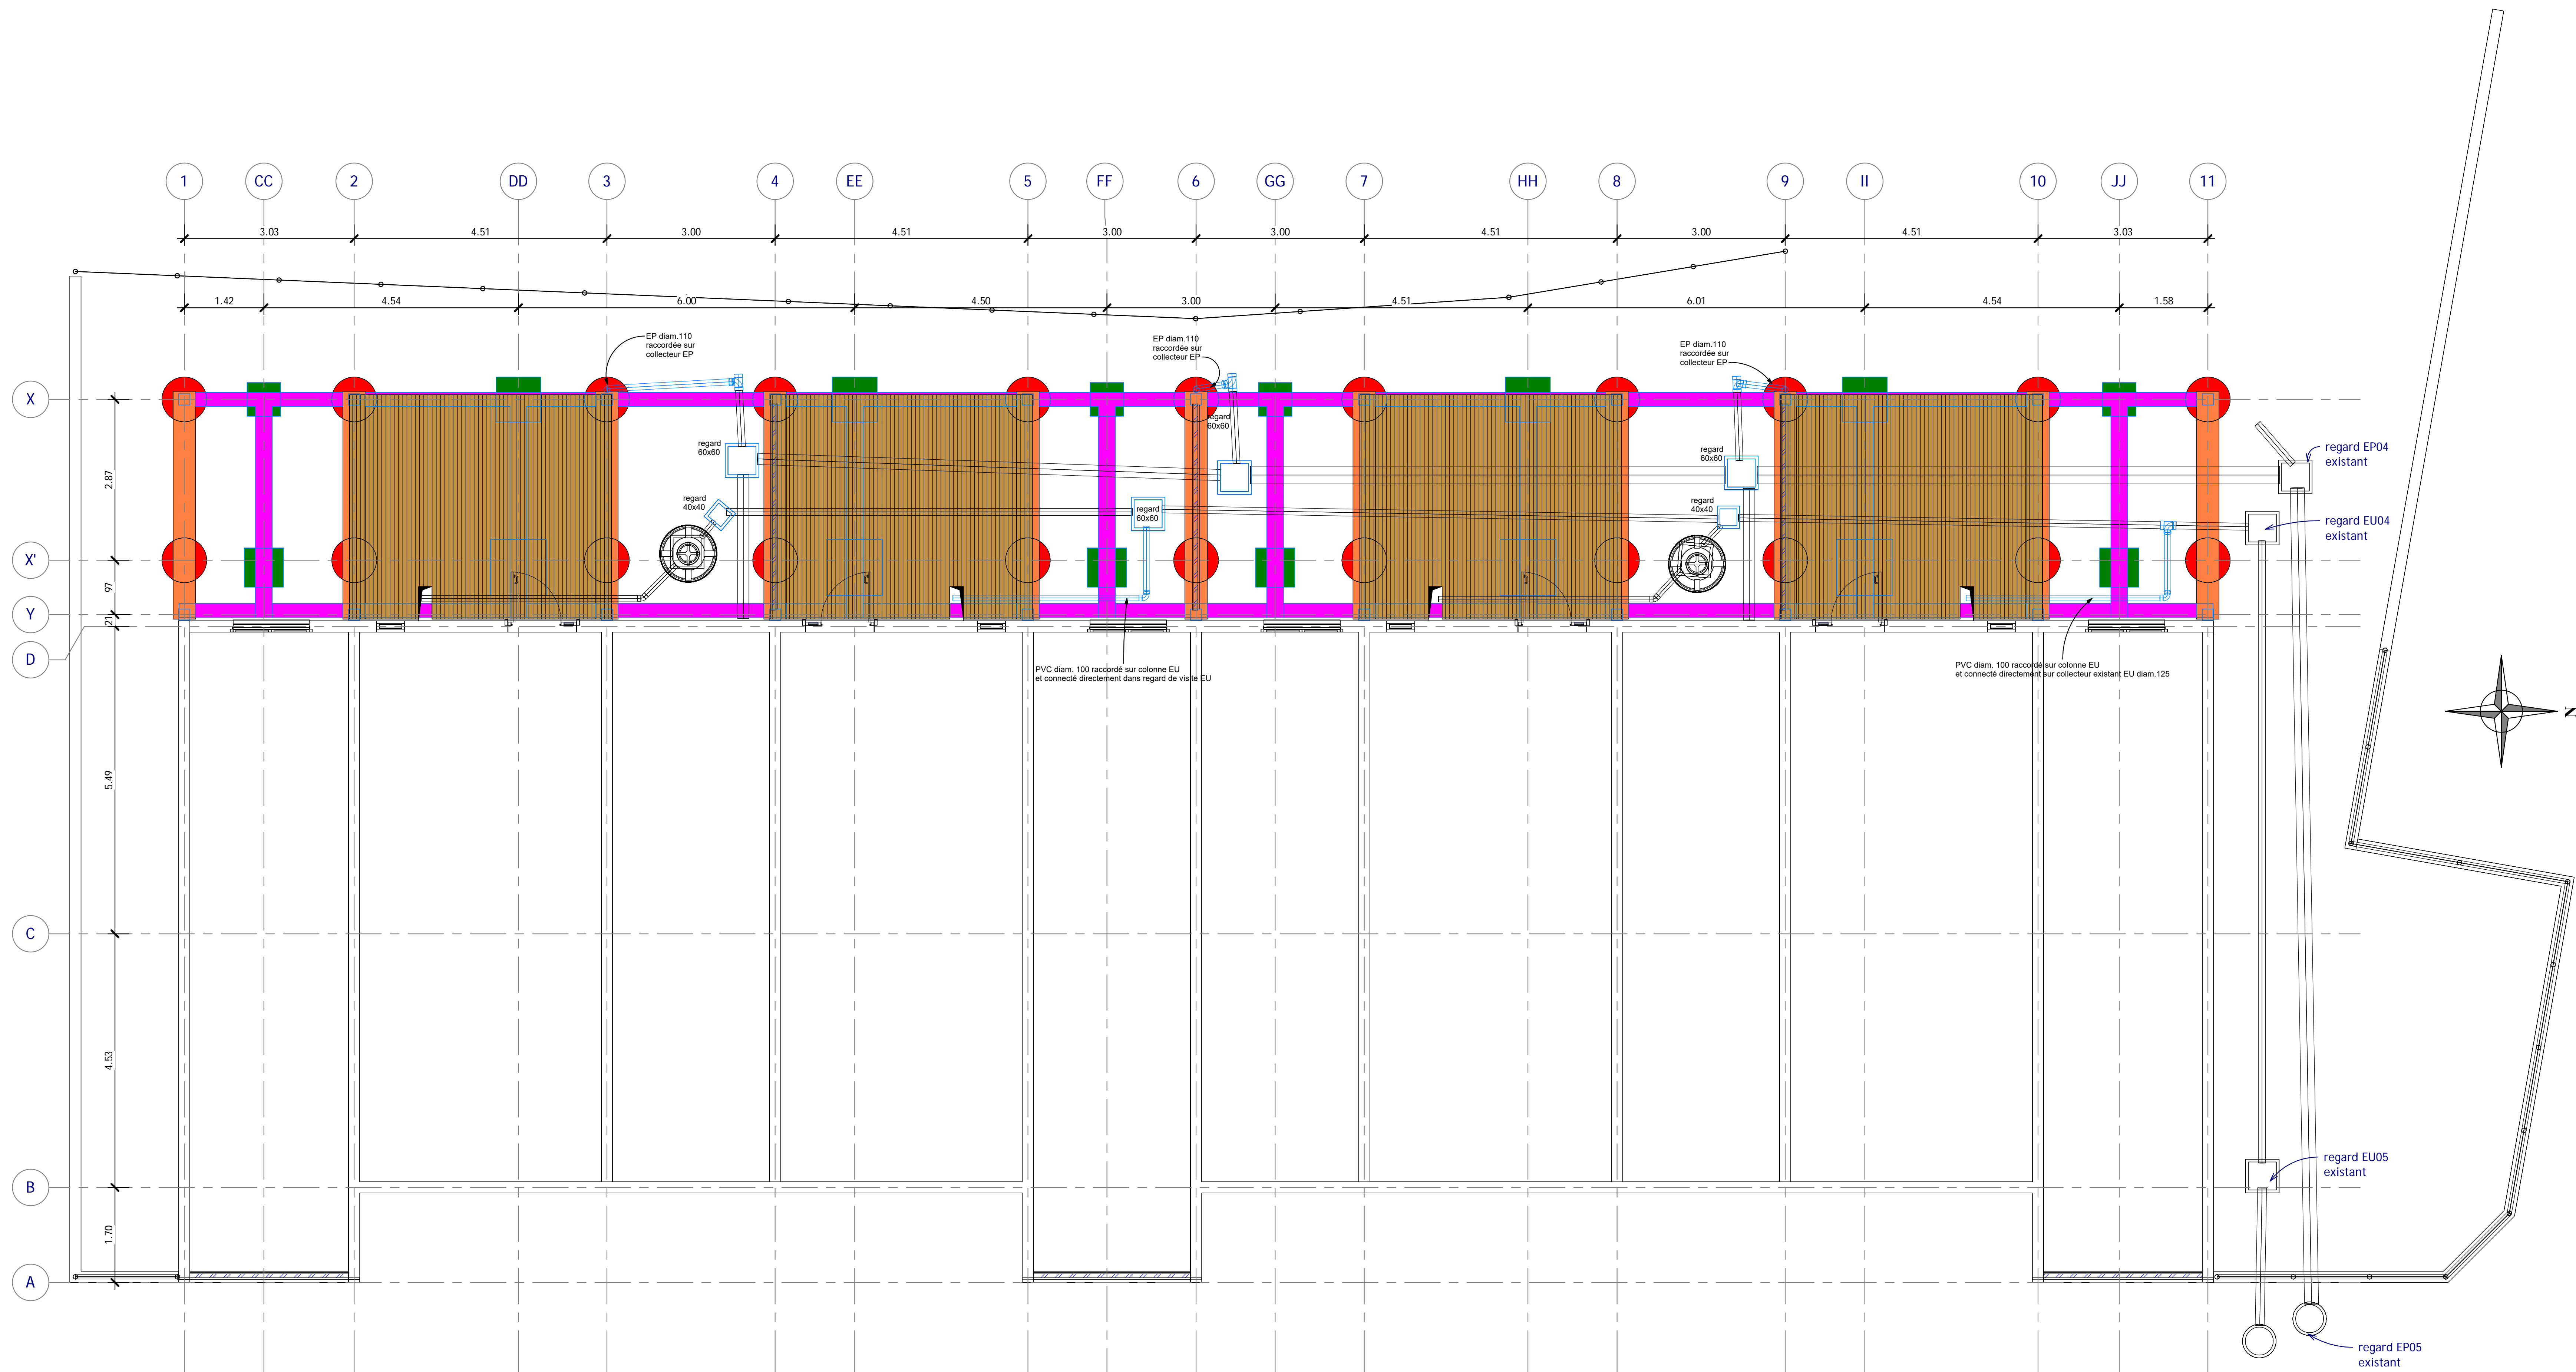 1 CC 2 DD 3 4 EE 5 FF 6 GG 7 HH 8 9 II 10 JJ 11
3.03 4.51 3.00 4.51 3.00 3.00 4.51 3.00 4.51 3.03
1.42 4.54 6.00 4.50 3.00 4.51 6.01 4.54 1.58
EP diam.110
raccordée sur
collecteur EP
EP diam.110
raccordée sur
collecteur EP
EP diam.110
raccordée sur
collecteur EP
X
regard
60x60
regard
60x60
regard
60x60
regard EP04
existant
2.87
regard
40x40
regard
60x60
regard
40x40
regard EU04
existant
X'
97
Y
21
D
PVC diam. 100 raccordé sur colonne EU
et connecté directement dans regard de visite EU
PVC diam. 100 raccordé sur colonne EU
et connecté directement sur collecteur existant EU diam.125
N
5.49
C
4.53
regard EU05
existant
B
1.70
A
regard EP05
existant